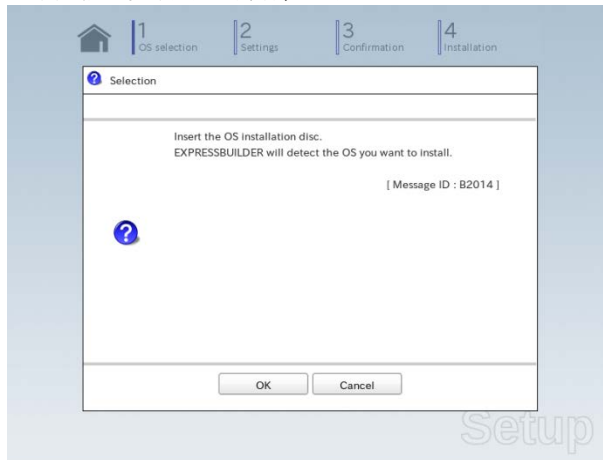 1
OS selection
2
Settings
3
Confirmation
4
Installation
Selection
Insert the OS installation disc.
EXPRESSBUILDER will detect the OS you want to install.
[ Message ID : B2014 ]
OK
Cancel
Setup